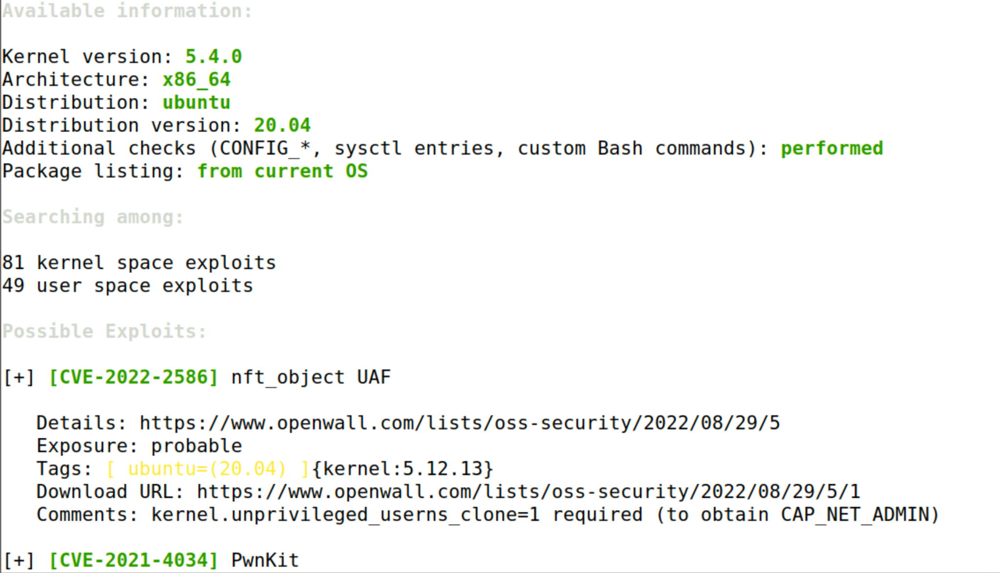 Available information:
Kernel version: 5.4.0
Architecture: x86_64
Distribution: ubuntu
Distribution version: 20.04
Additional checks (CONFIG_*, sysctl entries, custom Bash commands): performed
Package listing: from current OS
Searching among:
81 kernel space exploits
49 user space exploits
Possible Exploits:
[+] [CVE-2022-2586] nft_object UAF
Details: https://www.openwall.com/lists/oss-security/2022/08/29/5
Exposure: probable
Tags: [ ubuntu=(20.04) ]{kernel:5.12.13}
Download URL: https://www.openwall.com/lists/oss-security/2022/08/29/5/1
Comments: kernel.unprivileged_userns_clone=1 required (to obtain CAP_NET_ADMIN)
[+] [CVE-2021-4034] PwnKit